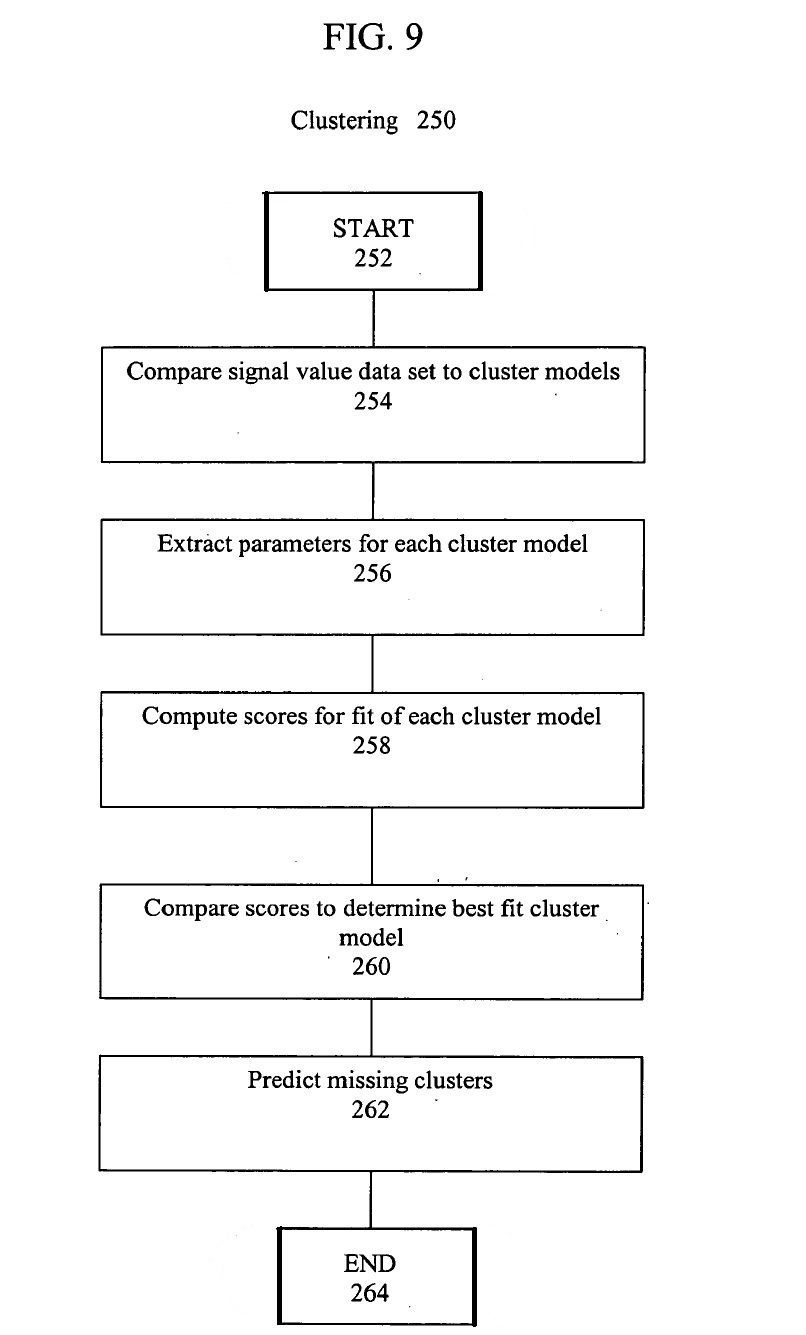 FIG. 9
Clustering 250
START
252
Compare signal value data set to cluster models
254
Extract parameters for each cluster model
256
Compute scores for fit of each cluster model
258
Compare scores to determine best fit cluster
model
260
Predict missing clusters
262
END
264